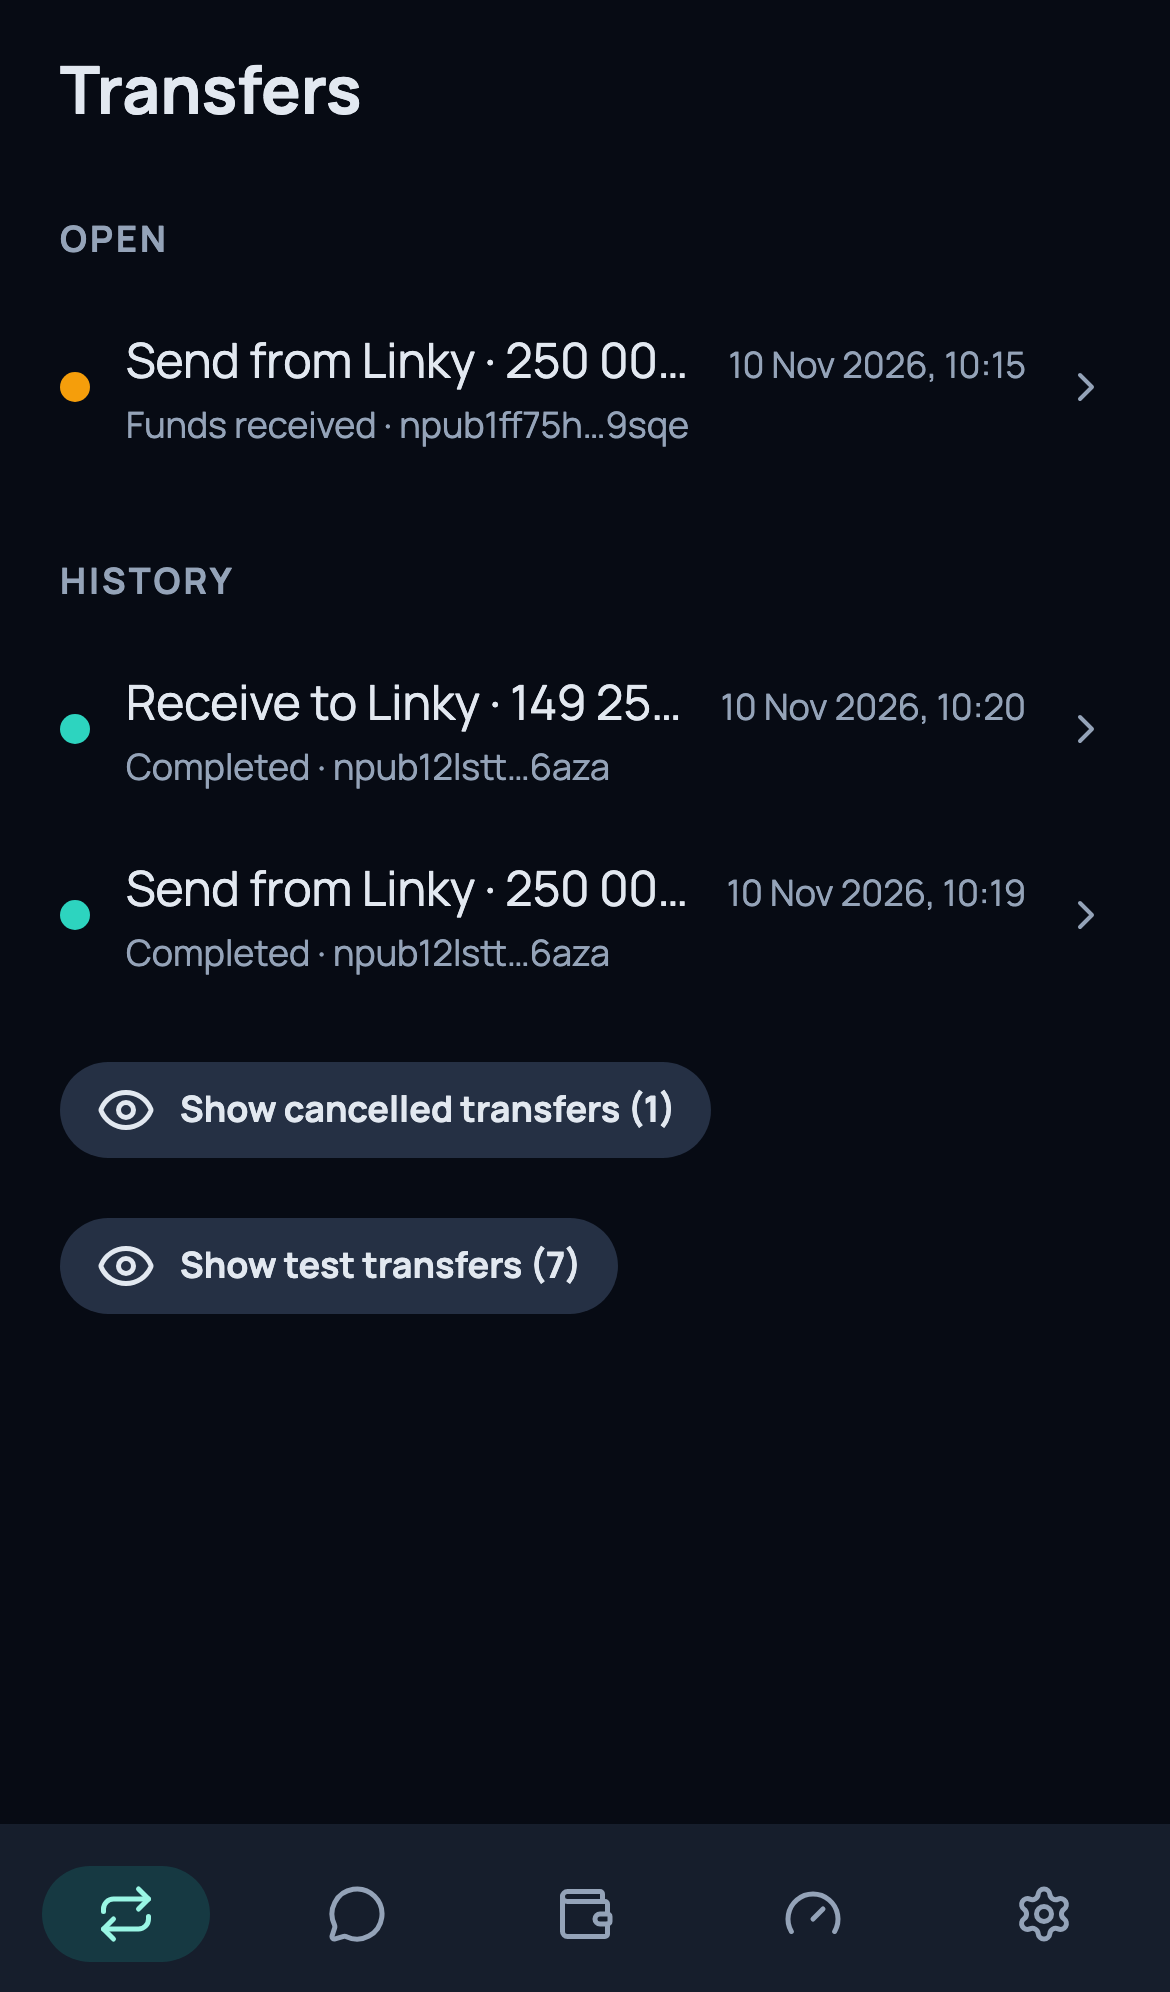 Transfers
OPEN
Send from Linky · 250 00... 10 Nov 2026, 10:15
Funds received · npub1ff75h...9sqe
HISTORY
Receive to Linky · 149 25... 10 Nov 2026, 10:20
Completed · npub12lstt...6aza
Send from Linky · 250 00... 10 Nov 2026, 10:19
Completed · npub12lstt...6aza
Show cancelled transfers (1)
Show test transfers (7)